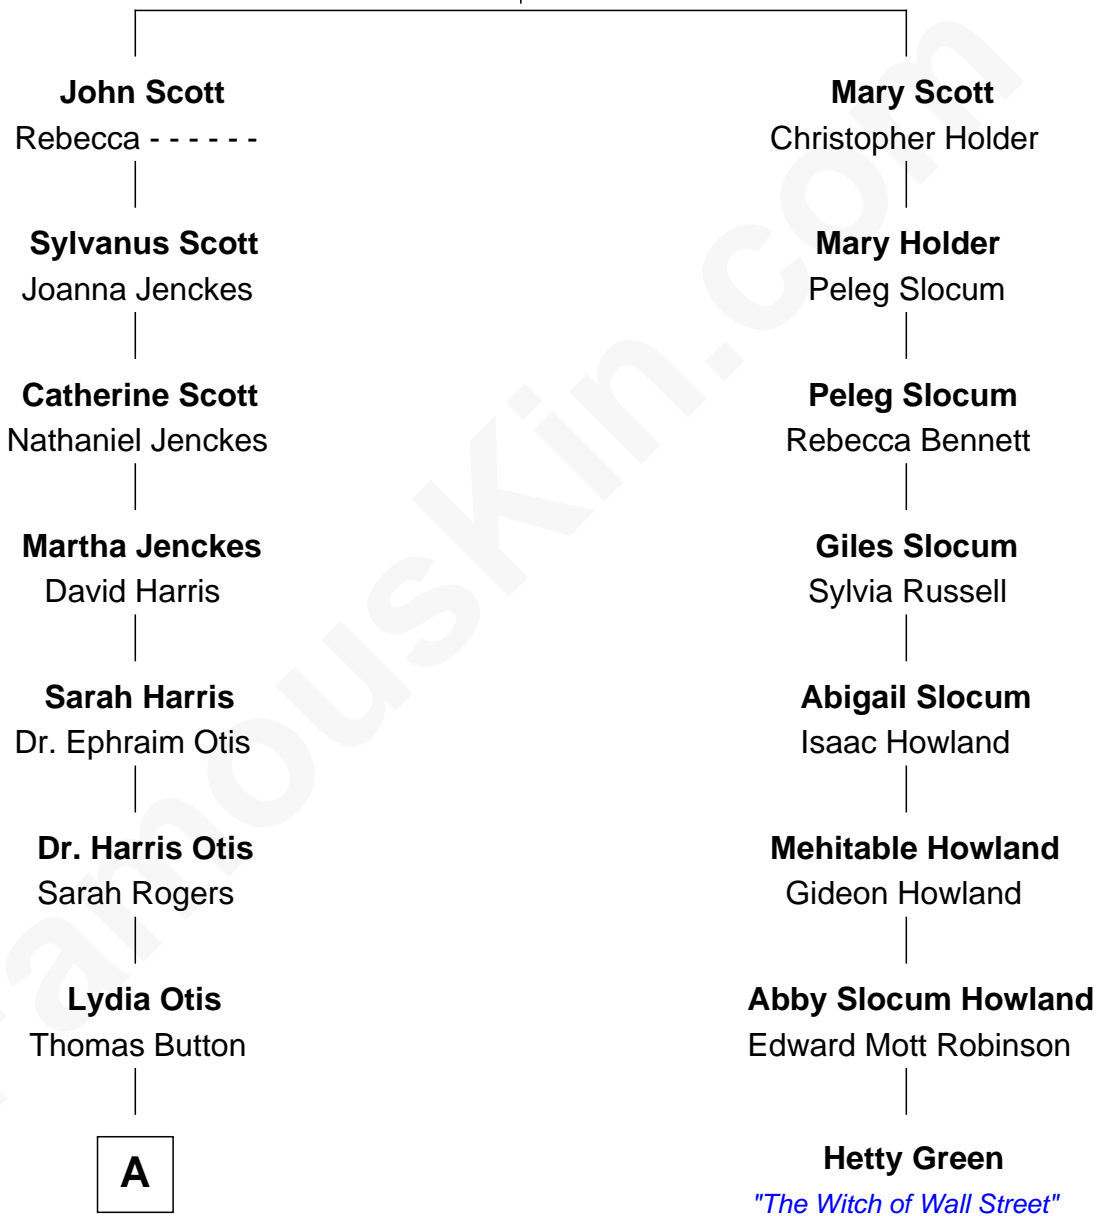 John Scott
Rebecca - - - - - -
Mary Scott
Christopher Holder
Sylvanus Scott
Joanna Jenckes
Mary Holder
Peleg Slocum
Catherine Scott
Nathaniel Jenckes
Peleg Slocum
Rebecca Bennett
Martha Jenckes
David Harris
Giles Slocum
Sylvia Russell
Sarah Harris
Dr. Ephraim Otis
Abigail Slocum
Isaac Howland
Dr. Harris Otis
Sarah Rogers
Mehitable Howland
Gideon Howland
Lydia Otis
Thomas Button
Abby Slocum Howland
Edward Mott Robinson
A
Hetty Green
"The Witch of Wall Street"
FamousKin.com